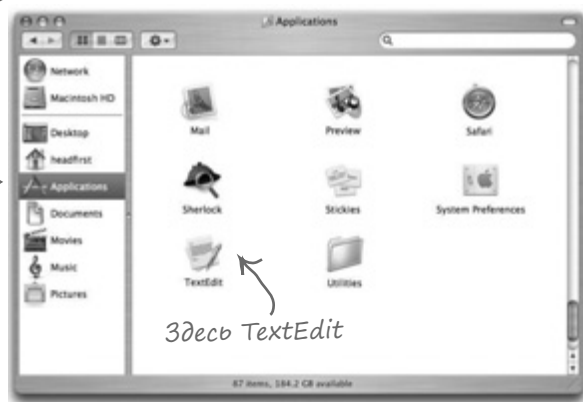 Applications
Network
Macintosh HD
Desktop
headfirst
Applications
Documents
Movies
Music
Pictures
Mail
Preview
Safari
Sherlock
Stickies
System Preferences
TextEdit
Utilities
Здесь TextEdit
67 items, 184.2 GB available